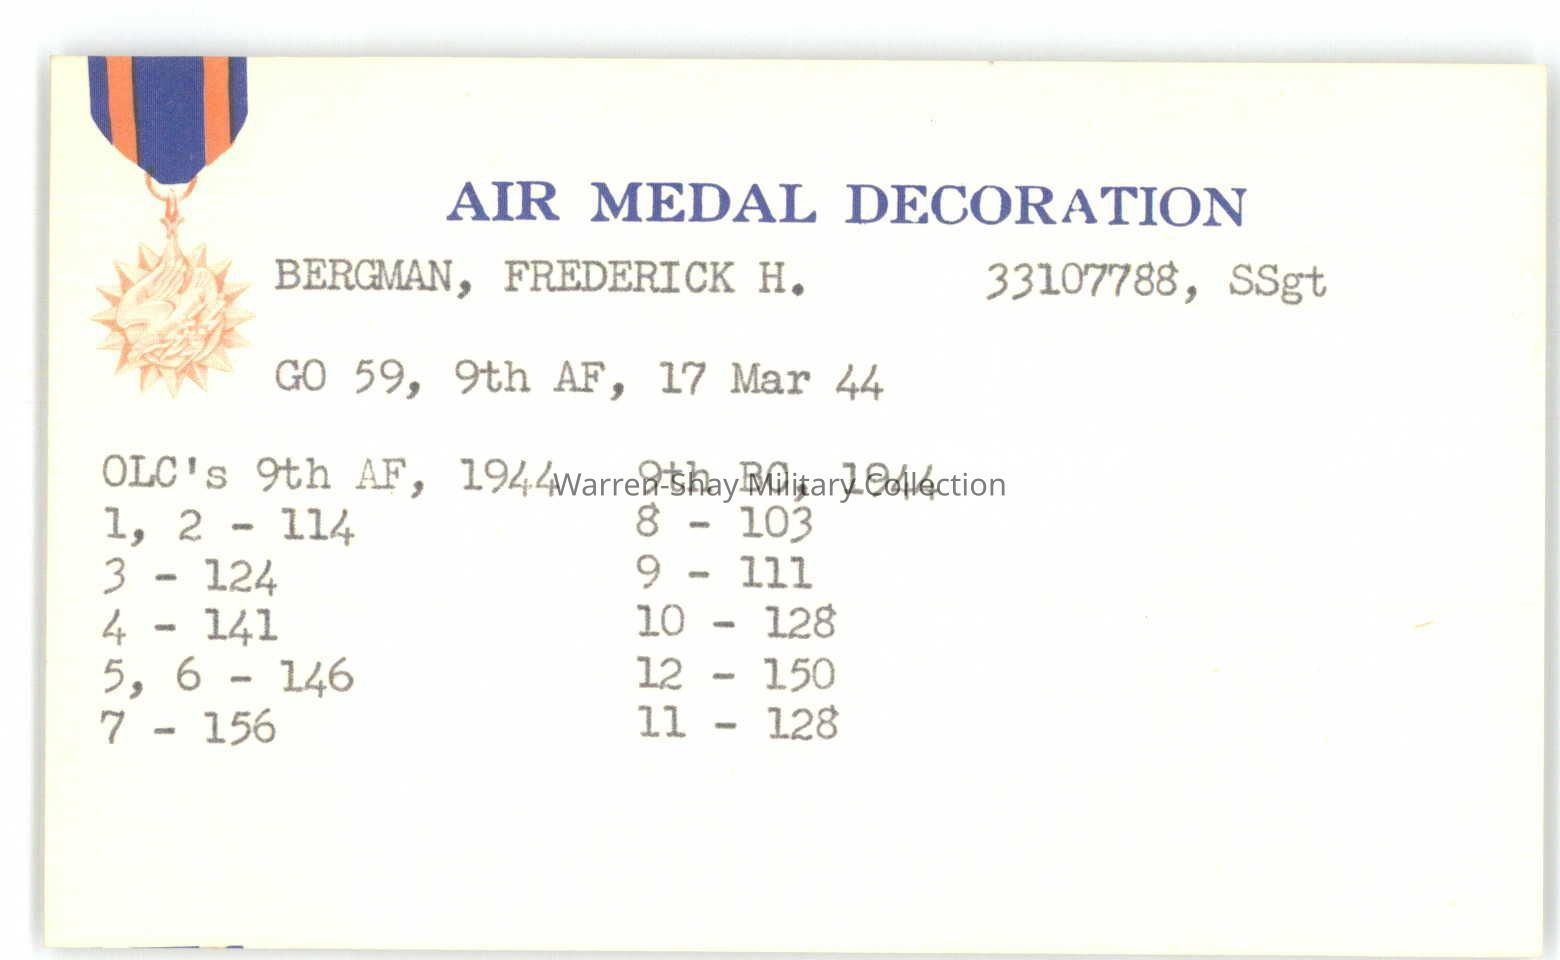 AIR MEDAL DECORATION
BERGMAN, FREDERICK H. 33107788, SSgt
GO 59, 9th AF, 17 Mar 44
OLC's 9th AF, 1944 9th BC, 1944
Warren-Shay Military Collection
1, 2 - 114 8 - 103
3 - 124 9 - 111
4 - 141 10 - 128
5, 6 - 146 12 - 150
7 - 156 11 - 128